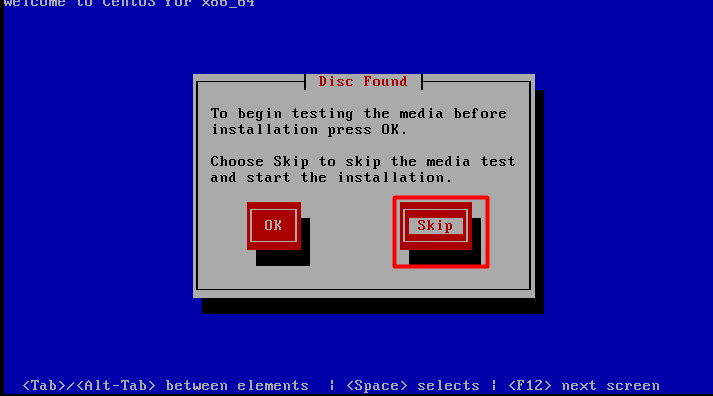 Welcome to CentOS for x86_64
Disc Found
To begin testing the media before
installation press OK.
Choose Skip to skip the media test
and start the installation.
OK
Skip
<Tab>/<Alt-Tab> between elements | <Space> selects | <F12> next screen